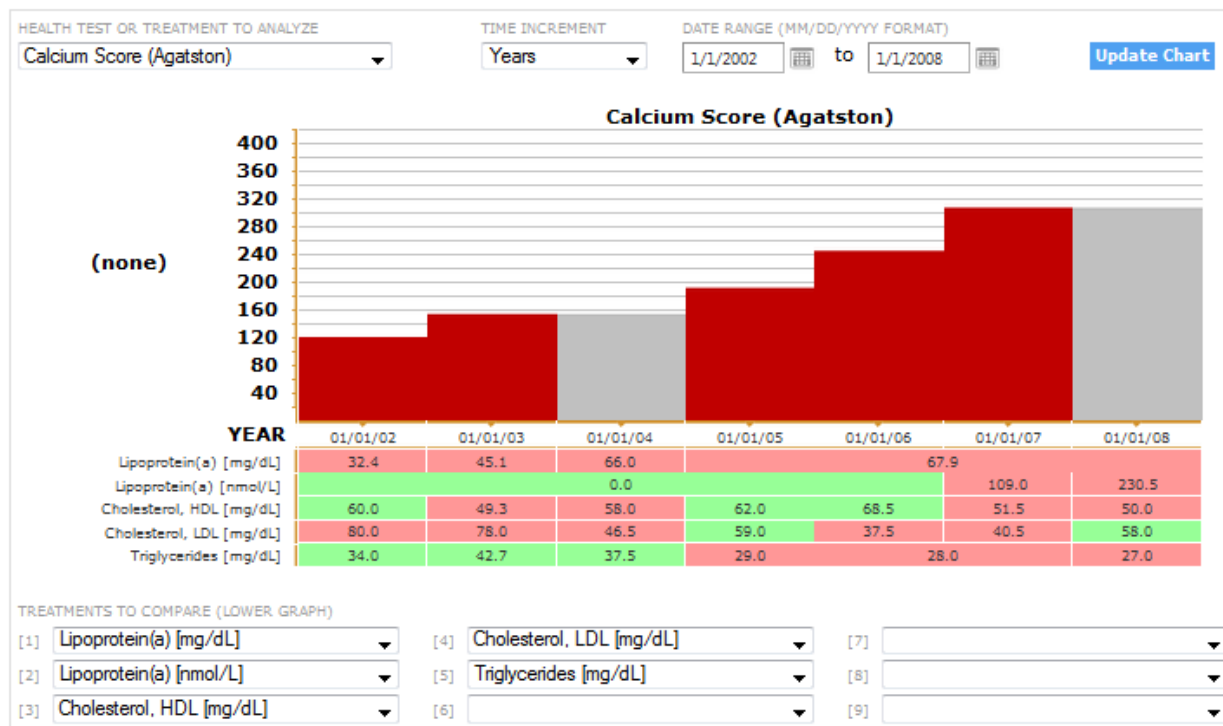 HEALTH TEST OR TREATMENT TO ANALYZE TIME INCREMENT DATE RANGE (MM/DD/YYYY FORMAT)
Calcium Score (Agatston) Years 1/1/2002 to 1/1/2008 Update Chart
Calcium Score (Agatston)
400
360
320
280
240
(none)
200
160
120
80
40
YEAR 01/01/02 01/01/03 01/01/04 01/01/05 01/01/06 01/01/07 01/01/08
Lipoprotein(a) [mg/dL] 32.4 45.1 66.0 67.9
Lipoprotein(a) [nmol/L] 0.0 109.0 230.5
Cholesterol, HDL [mg/dL] 60.0 49.3 58.0 62.0 68.5 51.5 50.0
Cholesterol, LDL [mg/dL] 80.0 78.0 46.5 59.0 37.5 40.5 58.0
Triglycerides [mg/dL] 34.0 42.7 37.5 29.0 28.0 27.0
TREATMENTS TO COMPARE (LOWER GRAPH)
[1] Lipoprotein(a) [mg/dL] [4] Cholesterol, LDL [mg/dL] [7]
[2] Lipoprotein(a) [nmol/L] [5] Triglycerides [mg/dL] [8]
[3] Cholesterol, HDL [mg/dL] [6] [9]